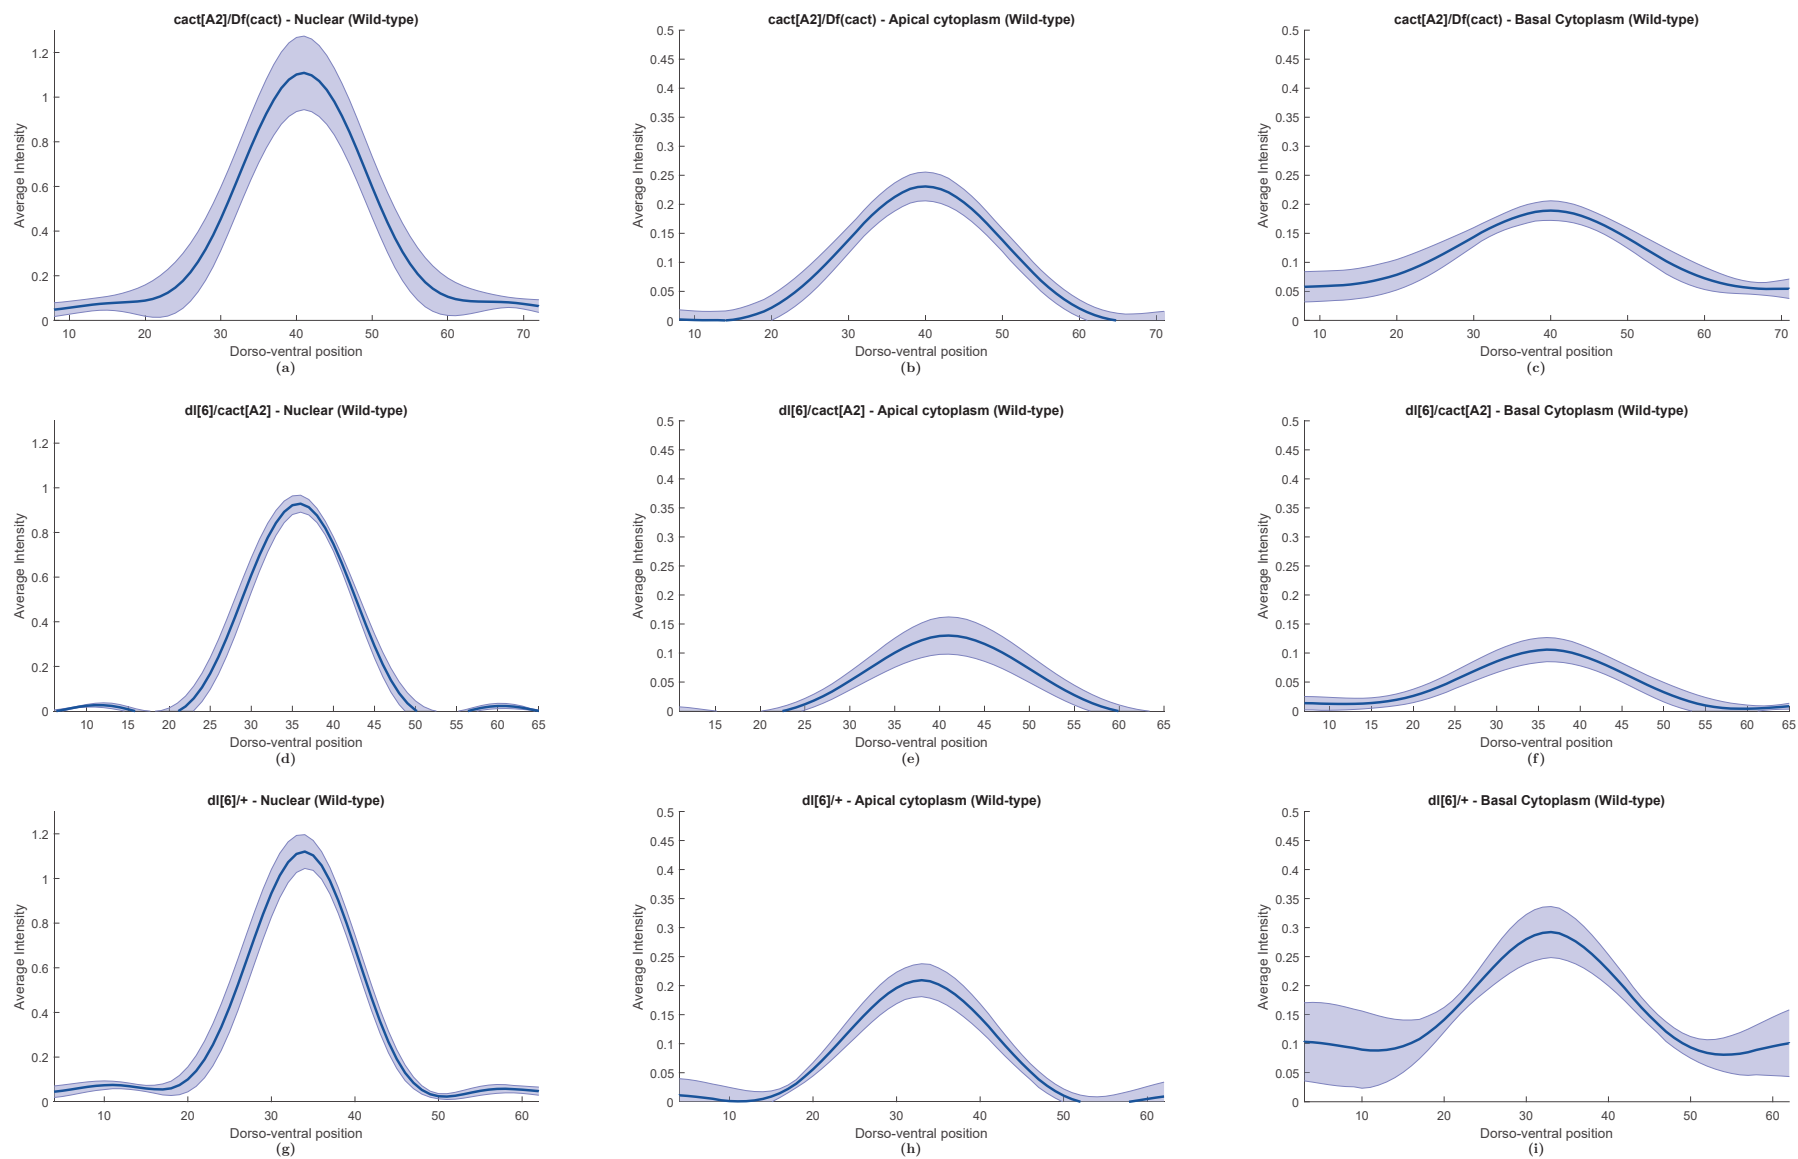 cact[A2]/Df(cact) - Nuclear (Wild-type)
1.2
1
0.8
0.6
0.4
0.2
0
Average Intensity
10 20 30 40 50 60 70
Dorso-ventral position
(a)
cact[A2]/Df(cact) - Apical cytoplasm (Wild-type)
0.5
0.45
0.4
0.35
0.3
0.25
0.2
0.15
0.1
0.05
0
Average Intensity
10 20 30 40 50 60 70
Dorso-ventral position
(b)
cact[A2]/Df(cact) - Basal Cytoplasm (Wild-type)
0.5
0.45
0.4
0.35
0.3
0.25
0.2
0.15
0.1
0.05
0
Average Intensity
10 20 30 40 50 60 70
Dorso-ventral position
(c)
dl[6]/cact[A2] - Nuclear (Wild-type)
1.2
1
0.8
0.6
0.4
0.2
0
Average Intensity
10 15 20 25 30 35 40 45 50 55 60 65
Dorso-ventral position
(d)
dl[6]/cact[A2] - Apical cytoplasm (Wild-type)
0.5
0.45
0.4
0.35
0.3
0.25
0.2
0.15
0.1
0.05
0
Average Intensity
15 20 25 30 35 40 45 50 55 60 65
Dorso-ventral position
(e)
dl[6]/cact[A2] - Basal Cytoplasm (Wild-type)
0.5
0.45
0.4
0.35
0.3
0.25
0.2
0.15
0.1
0.05
0
Average Intensity
10 15 20 25 30 35 40 45 50 55 60 65
Dorso-ventral position
(f)
dl[6]/+ - Nuclear (Wild-type)
1.2
1
0.8
0.6
0.4
0.2
0
Average Intensity
10 20 30 40 50 60
Dorso-ventral position
(g)
dl[6]/+ - Apical cytoplasm (Wild-type)
0.5
0.45
0.4
0.35
0.3
0.25
0.2
0.15
0.1
0.05
0
Average Intensity
10 20 30 40 50 60
Dorso-ventral position
(h)
dl[6]/+ - Basal Cytoplasm (Wild-type)
0.5
0.45
0.4
0.35
0.3
0.25
0.2
0.15
0.1
0.05
0
Average Intensity
10 20 30 40 50 60
Dorso-ventral position
(i)